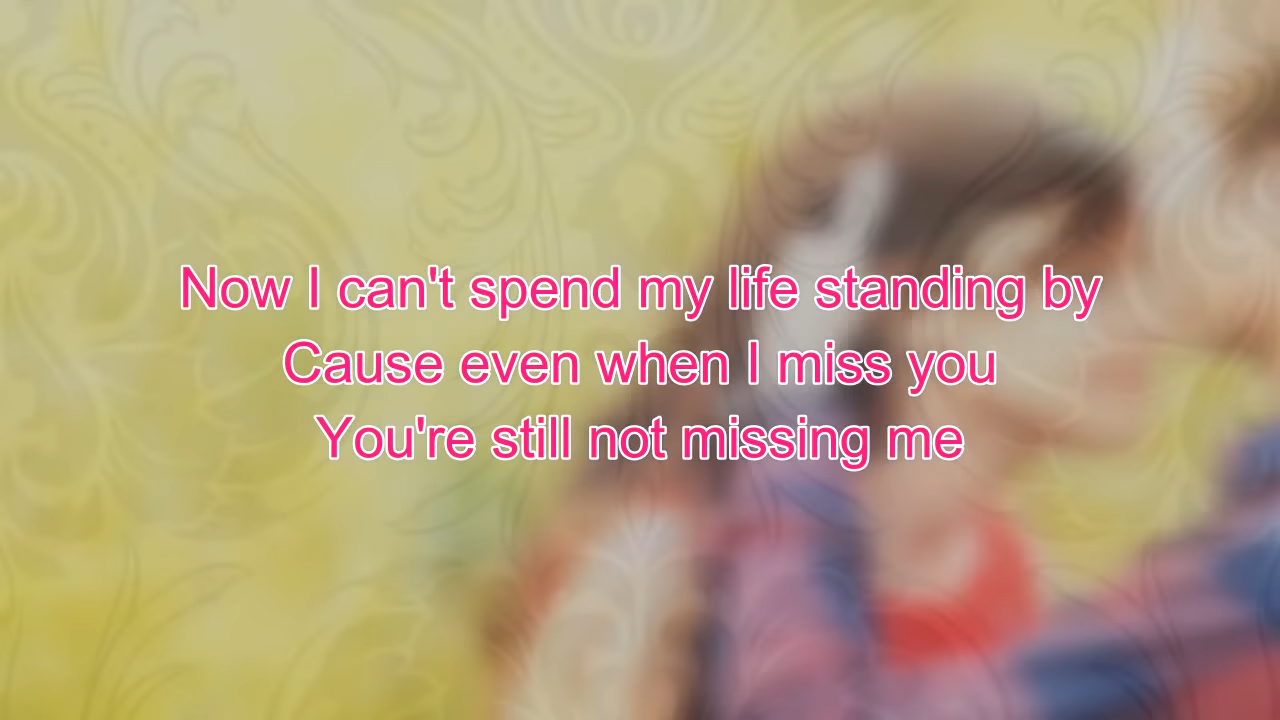 Now I can't spend my life standing by
Cause even when I miss you
You're still not missing me